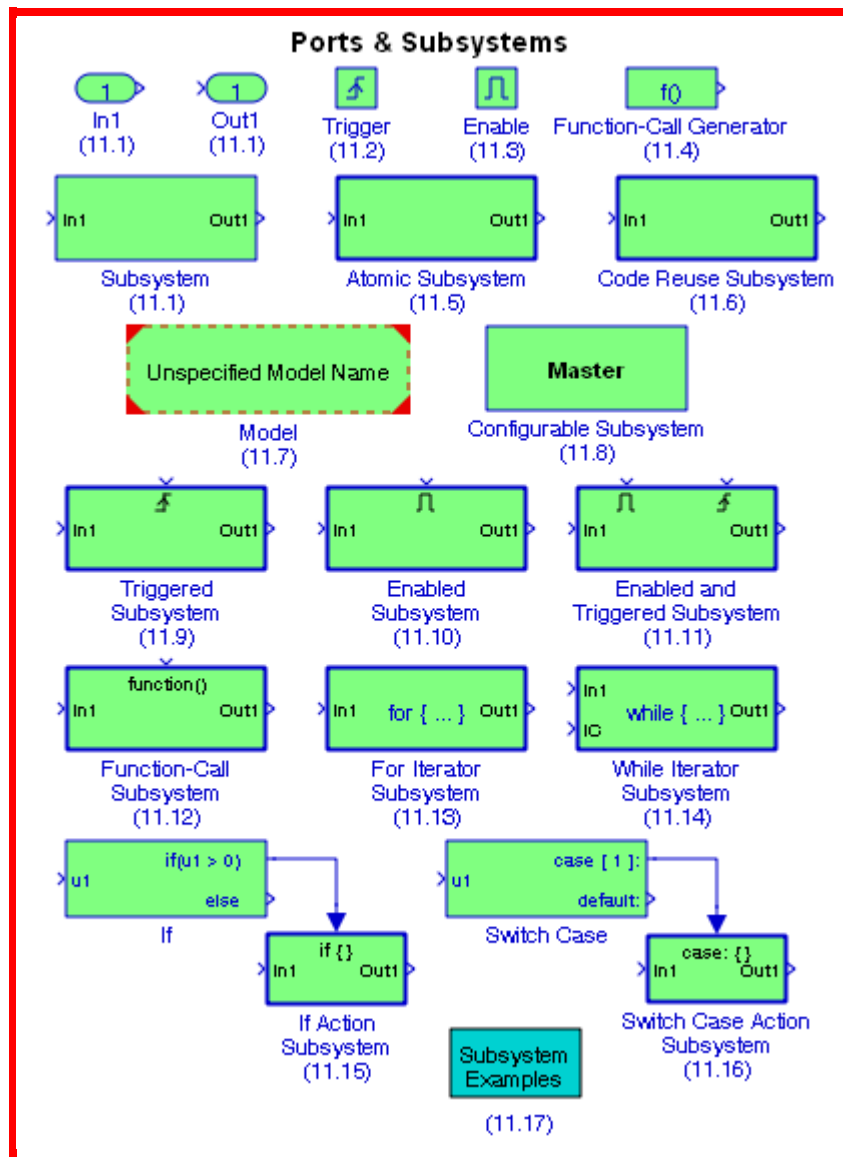 Ports & Subsystems
1
1
f()
In1
Out1
Trigger
Enable
Function-Call Generator
(11.1)
(11.1)
(11.2)
(11.3)
(11.4)
In1
Out1
In1
Out1
In1
Out1
Subsystem
Atomic Subsystem
Code Reuse Subsystem
(11.1)
(11.5)
(11.6)
Unspecified Model Name
Master
Model
Configurable Subsystem
(11.7)
(11.8)
In1
Out1
In1
Out1
In1
Out1
Triggered
Subsystem
(11.9)
Enabled
Subsystem
(11.10)
Enabled and
Triggered Subsystem
(11.11)
function()
In1
Out1
In1
for { ... }
Out1
In1
IC
while { ... }
Out1
Function-Call
Subsystem
(11.12)
For Iterator
Subsystem
(11.13)
While Iterator
Subsystem
(11.14)
u1
if(u1 > 0)
else
If
u1
case [ 1 ]:
default:
Switch Case
if {}
In1
Out1
If Action
Subsystem
(11.15)
case: {}
In1
Out1
Switch Case Action
Subsystem
(11.16)
Subsystem
Examples
(11.17)